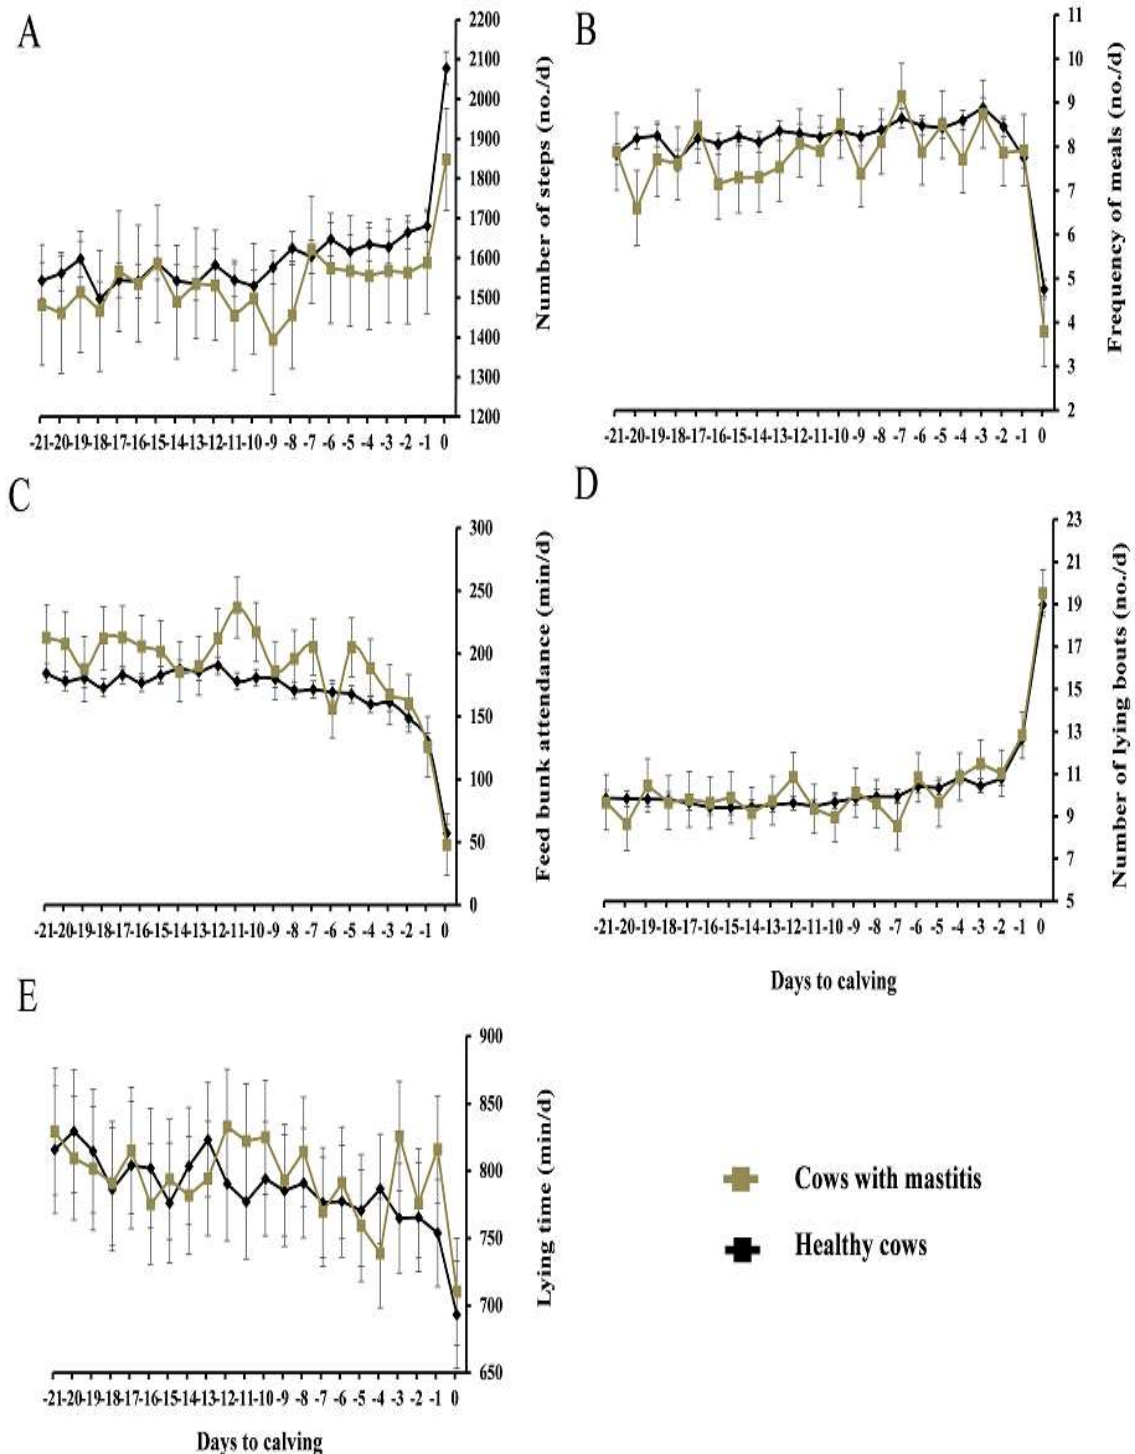 A
2200
2100
2000
1900
1800
1700
1600
1500
1400
1300
1200
Number of steps (no./d)
-21-20-19-18-17-16-15-14-13-12-11-10 -9 -8 -7 -6 -5 -4 -3 -2 -1 0
B
11
10
9
8
7
6
5
4
3
2
Frequency of meals (no./d)
-21-20-19-18-17-16-15-14-13-12-11-10 -9 -8 -7 -6 -5 -4 -3 -2 -1 0
C
300
250
200
150
100
50
0
Feed bunk attendance (min/d)
-21-20-19-18-17-16-15-14-13-12-11-10 -9 -8 -7 -6 -5 -4 -3 -2 -1 0
D
23
21
19
17
15
13
11
9
7
5
Number of lying bouts (no./d)
-21-20-19-18-17-16-15-14-13-12-11-10 -9 -8 -7 -6 -5 -4 -3 -2 -1 0
Days to calving
E
900
850
800
750
700
650
Lying time (min/d)
-21-20-19-18-17-16-15-14-13-12-11-10 -9 -8 -7 -6 -5 -4 -3 -2 -1 0
Days to calving
Cows with mastitis
Healthy cows